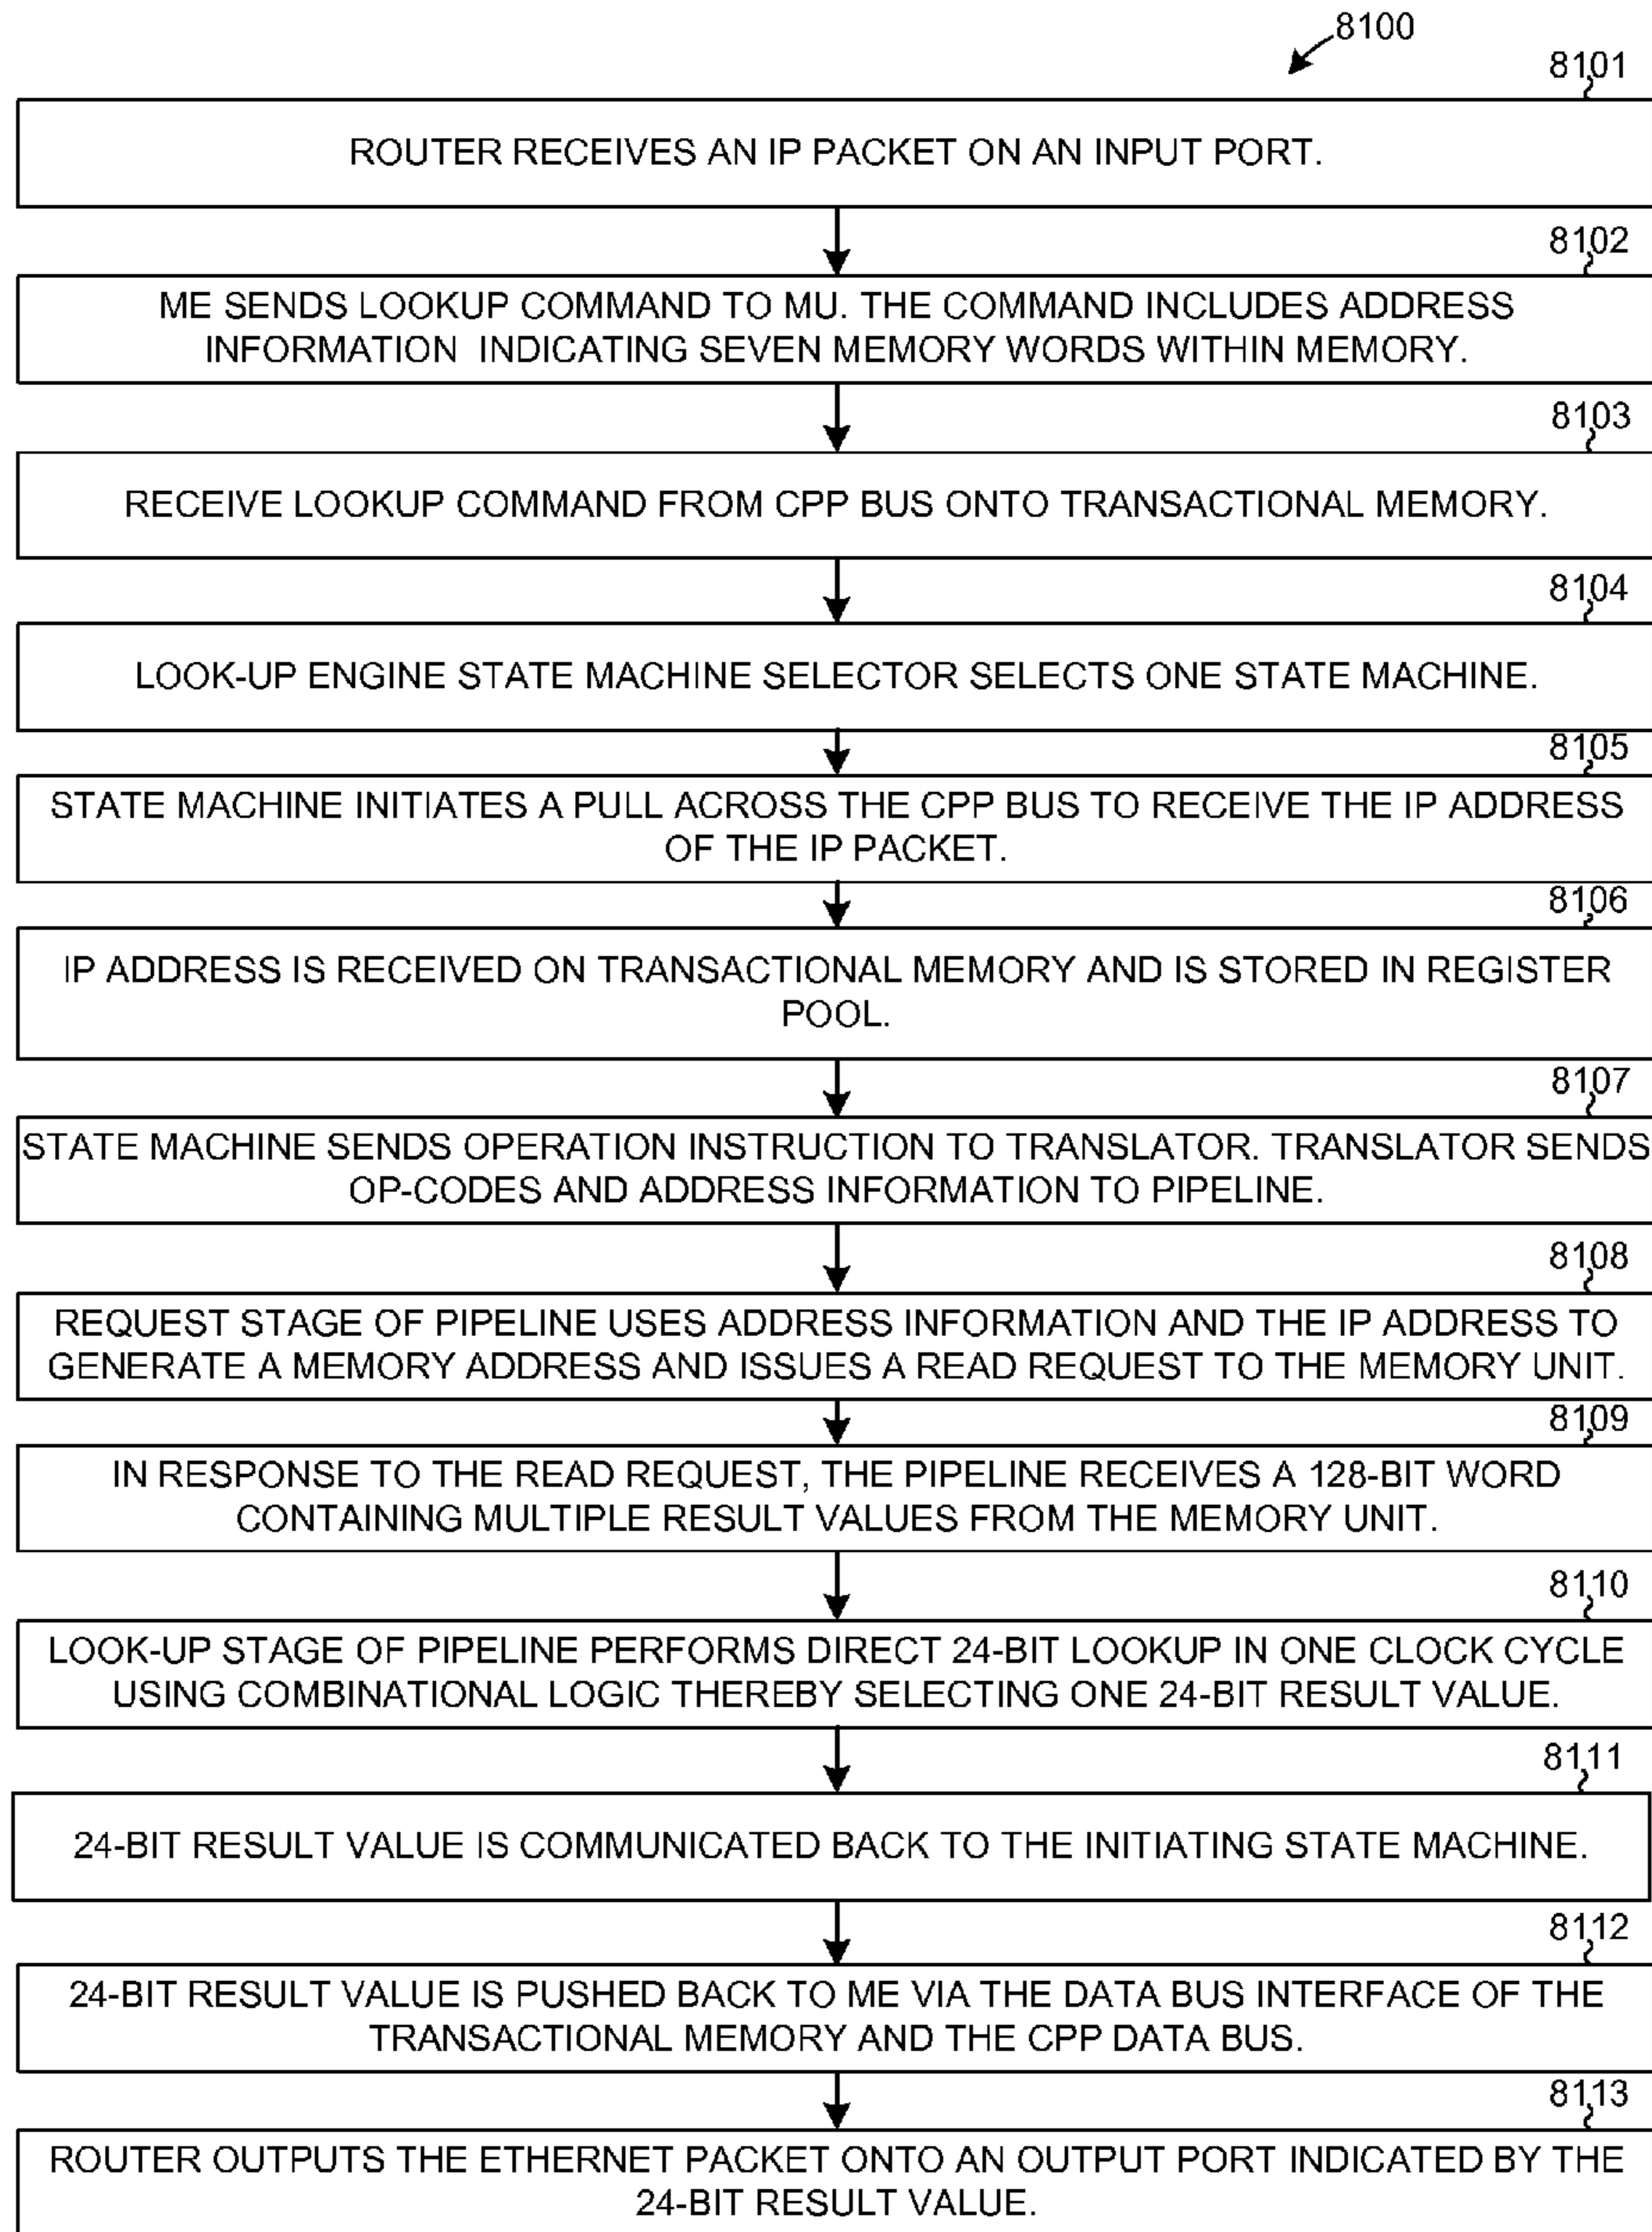 8100
8101
ROUTER RECEIVES AN IP PACKET ON AN INPUT PORT.
8102
ME SENDS LOOKUP COMMAND TO MU. THE COMMAND INCLUDES ADDRESS
INFORMATION INDICATING SEVEN MEMORY WORDS WITHIN MEMORY.
8103
RECEIVE LOOKUP COMMAND FROM CPP BUS ONTO TRANSACTIONAL MEMORY.
8104
LOOK-UP ENGINE STATE MACHINE SELECTOR SELECTS ONE STATE MACHINE.
8105
STATE MACHINE INITIATES A PULL ACROSS THE CPP BUS TO RECEIVE THE IP ADDRESS
OF THE IP PACKET.
8106
IP ADDRESS IS RECEIVED ON TRANSACTIONAL MEMORY AND IS STORED IN REGISTER
POOL.
8107
STATE MACHINE SENDS OPERATION INSTRUCTION TO TRANSLATOR. TRANSLATOR SENDS
OP-CODES AND ADDRESS INFORMATION TO PIPELINE.
8108
REQUEST STAGE OF PIPELINE USES ADDRESS INFORMATION AND THE IP ADDRESS TO
GENERATE A MEMORY ADDRESS AND ISSUES A READ REQUEST TO THE MEMORY UNIT.
8109
IN RESPONSE TO THE READ REQUEST, THE PIPELINE RECEIVES A 128-BIT WORD
CONTAINING MULTIPLE RESULT VALUES FROM THE MEMORY UNIT.
8110
LOOK-UP STAGE OF PIPELINE PERFORMS DIRECT 24-BIT LOOKUP IN ONE CLOCK CYCLE
USING COMBINATIONAL LOGIC THEREBY SELECTING ONE 24-BIT RESULT VALUE.
8111
24-BIT RESULT VALUE IS COMMUNICATED BACK TO THE INITIATING STATE MACHINE.
8112
24-BIT RESULT VALUE IS PUSHED BACK TO ME VIA THE DATA BUS INTERFACE OF THE
TRANSACTIONAL MEMORY AND THE CPP DATA BUS.
8113
ROUTER OUTPUTS THE ETHERNET PACKET ONTO AN OUTPUT PORT INDICATED BY THE
24-BIT RESULT VALUE.